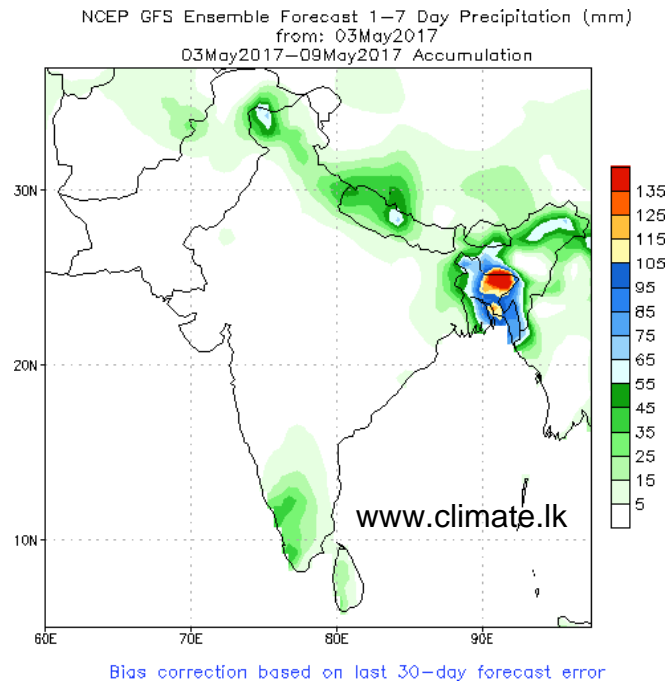 NCEP GFS Ensemble Forecast 1-7 Day Precipitation (mm)
from: 03May2017
03May2017-09May2017 Accumulation
30N
20N
10N
60E
70E
80E
90E
135
125
115
105
95
85
75
65
55
45
35
25
15
5
www.climate.lk
Bias correction based on last 30-day forecast error